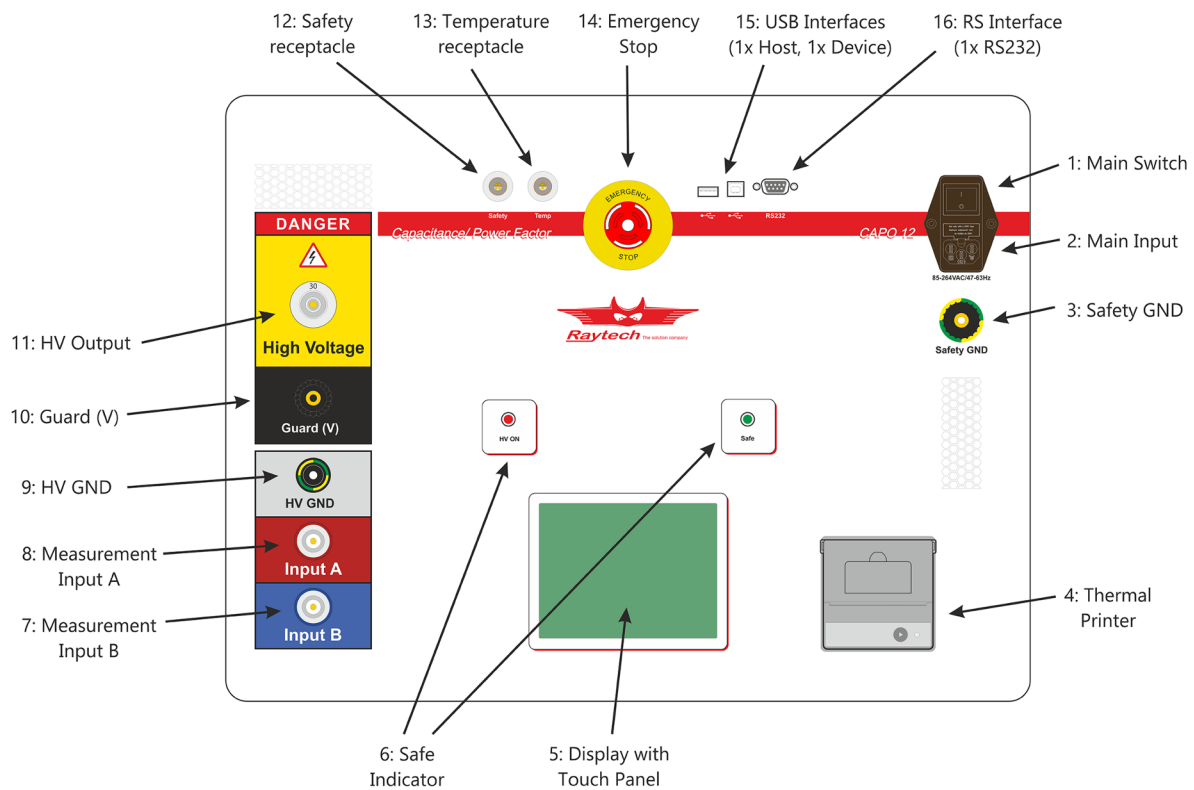 12: Safety
receptacle
13: Temperature
receptacle
14: Emergency
Stop
15: USB Interfaces
(1x Host, 1x Device)
16: RS Interface
(1x RS232)
1: Main Switch
2: Main Input
3: Safety GND
4: Thermal
Printer
5: Display with
Touch Panel
6: Safe
Indicator
7: Measurement
Input B
8: Measurement
Input A
9: HV GND
10: Guard (V)
11: HV Output
Safety
Temp
EMERGENCY
STOP
RS232
DANGER
Capacitance/ Power Factor
CAPO 12
85-264VAC/47-63Hz
Safety GND
30
High Voltage
Guard (V)
HV GND
Input A
Input B
Raytech The solution company
HV ON
Safe